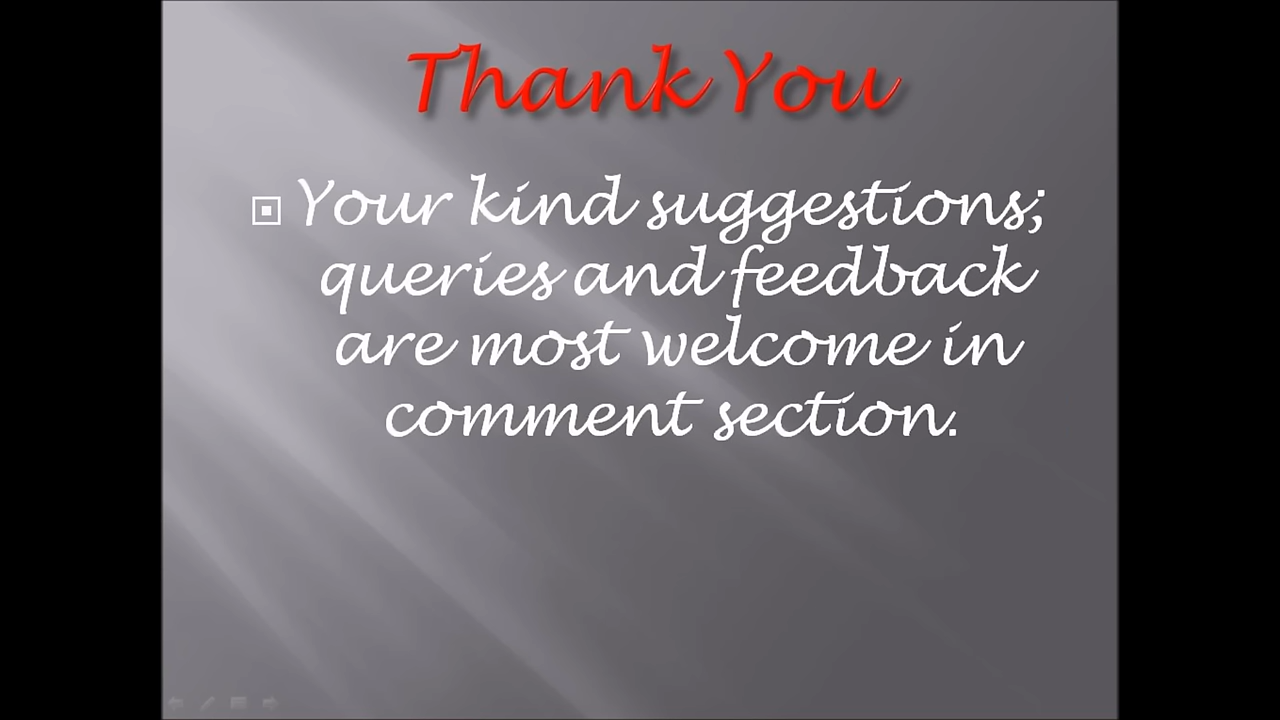 Thank You
Your kind suggestions;
queries and feedback
are most welcome in
comment section.